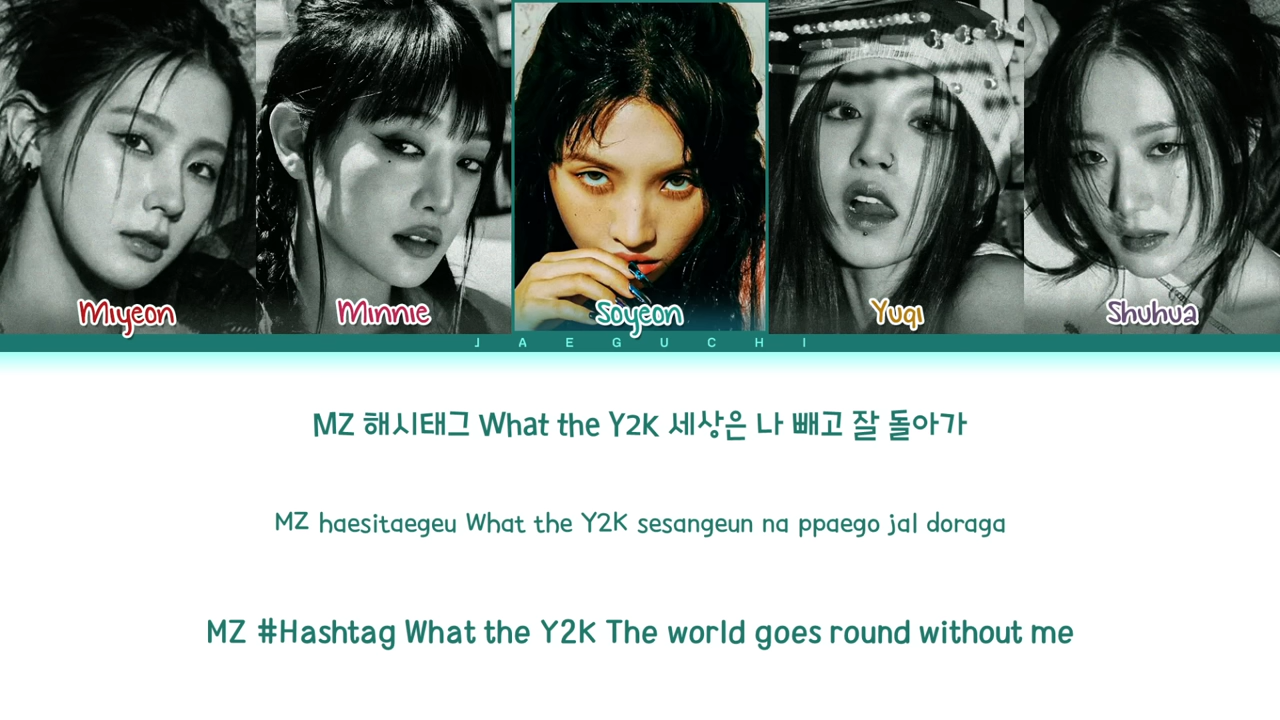 Miyeon Minnie Soyeon Yuqi Shuhua
JAEGUCHI
MZ 해시태그 What the Y2K 세상은 나 빼고 잘 돌아가
MZ haesitaegeu What the Y2K sesangeun na ppaego jal doraga
MZ #Hashtag What the Y2K The world goes round without me